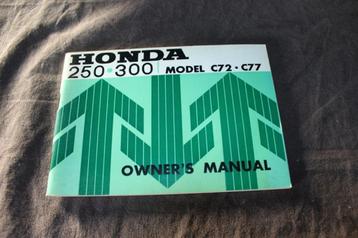 HONDA
250·300 MODEL C72·C77
OWNER'S MANUAL